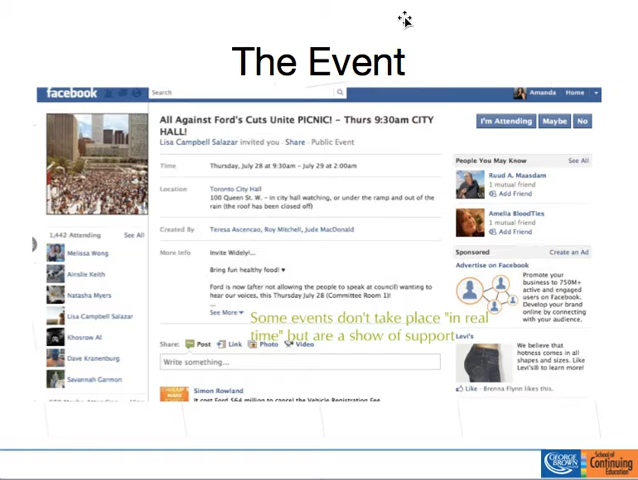 The Event
facebook
Search
Amanda
Home
All Against Ford's Cuts Unite PICNIC! - Thurs 9:30am CITY
HALL!
Lisa Campbell Salazar invited you · Share · Public Event
I'm Attending
Maybe
No
Time
Thursday, July 28 at 9:30am - July 29 at 2:00am
Location
Toronto City Hall
100 Queen St. W. - in city hall watching, or under the ramp and out of the
rain (the roof has been closed off)
Created By
Teresa Ascencao, Roy Mitchell, Jude MacDonald
More Info
Invite Widely!...
Bring fun healthy food! ♥
Ford is now (after not allowing the people to speak at council) wanting to
hear our voices, this Thursday July 28 (Committee Room 1)!
See More
Some events don't take place "in real
time" but are a show of support
Share:
Post
Link
Photo
Video
Write something...
Simon Rowland
It cost Ford $64 million to cancel the Vehicle Registration Fee.
1,442 Attending
See All
Melissa Wong
Airslie Keith
Natasha Myers
Lisa Campbell Salazar
Khosrow Al
Dave Kranenburg
Savannah Garmon
People You May Know
See All
Ruud A. Maasdam
1 mutual friend
Add Friend
Amelia BloodTies
1 mutual friend
Add Friend
Sponsored
Create an Ad
Advertise on Facebook
Promote your
business to 750M+
active and engaged
users on Facebook.
Develop your brand
online by connecting
with your audience.
Levi's
We believe that
hotness comes in all
shapes and sizes. Like
Levi's® to learn more!
Like · Brenna Flynn likes this.
GEORGE
BROWN
School of
Continuing
Education